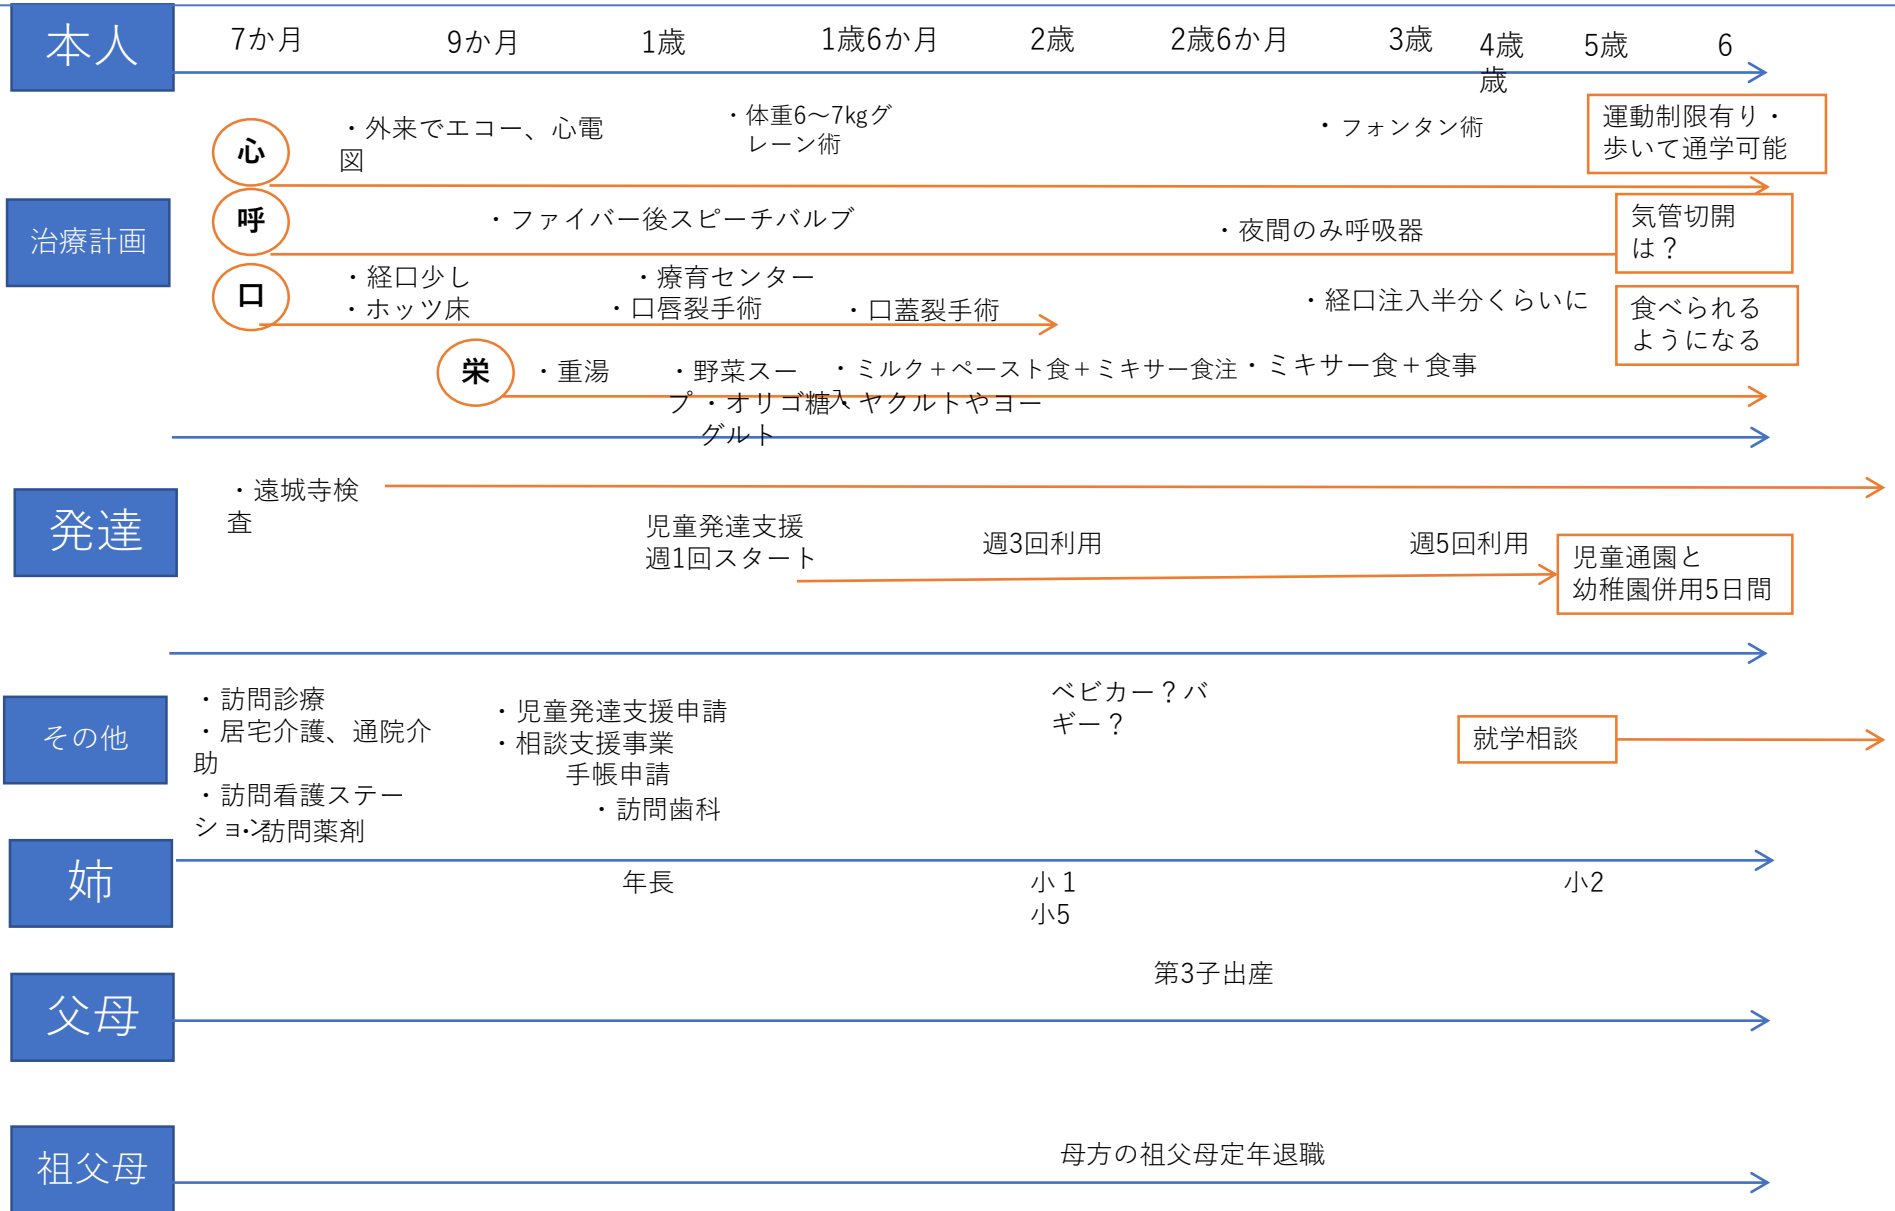 本人
7か月
9か月
1歳
1歳6か月
2歳
2歳6か月
3歳
4歳
歳
5歳
6
治療計画
心
・外来でエコー、心電
図
・体重6〜7kgグ
レーン術
・フォンタン術
運動制限有り・
歩いて通学可能
呼
・ファイバー後スピーチバルブ
・夜間のみ呼吸器
気管切開
は？
口
・経口少し
・ホッツ床
・療育センター
・口唇裂手術
・口蓋裂手術
・経口注入半分くらいに
食べられる
ようになる
栄
・重湯
・野菜スー
プ
・オリゴ糖
・ミルク＋ペースト食＋ミキサー食注
入
・ヤクルトやヨー
グルト
・ミキサー食＋食事
発達
・遠城寺検
査
児童発達支援
週1回スタート
週3回利用
週5回利用
児童通園と
幼稚園併用5日間
その他
・訪問診療
・居宅介護、通院介
助
・訪問看護ステー
ション
・訪問薬剤
・児童発達支援申請
・相談支援事業
手帳申請
・訪問歯科
ベビカー？バ
ギー？
就学相談
姉
年長
小１
小5
小2
父母
第3子出産
祖父母
母方の祖父母定年退職